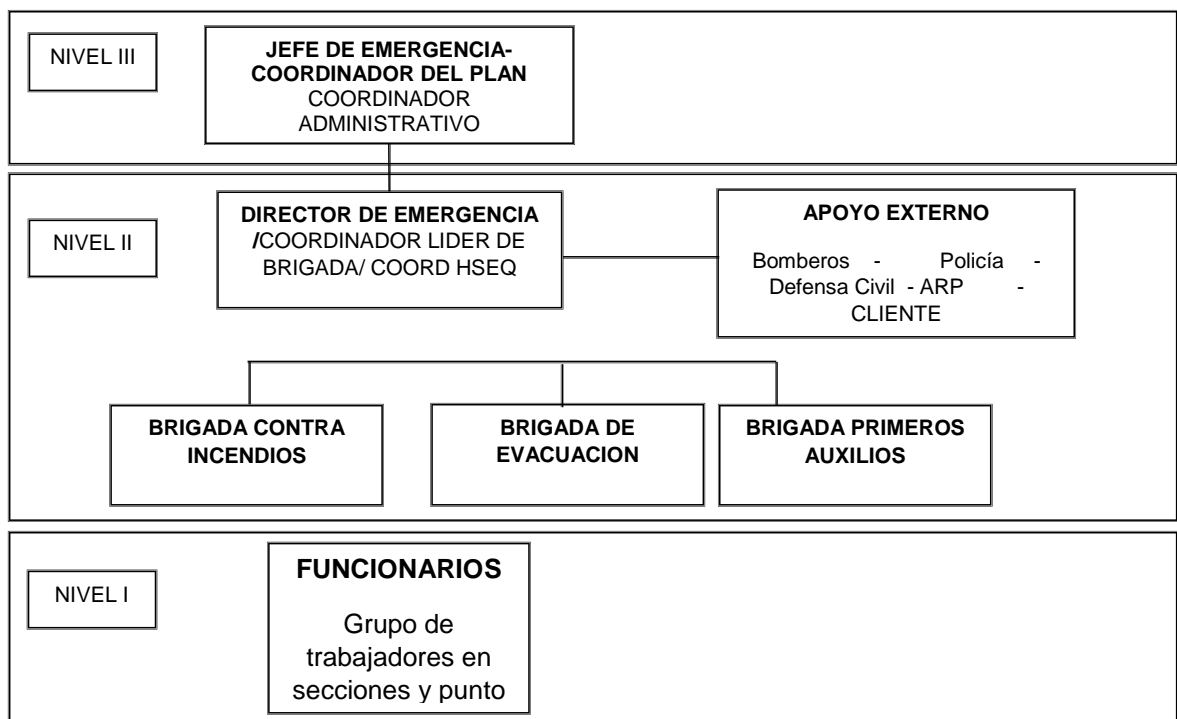 NIVEL III
JEFE DE EMERGENCIA-
COORDINADOR DEL PLAN
COORDINADOR
ADMINISTRATIVO
NIVEL II
DIRECTOR DE EMERGENCIA
/COORDINADOR LIDER DE
BRIGADA/ COORD HSEQ
APOYO EXTERNO
Bomberos - Policía -
Defensa Civil - ARP -
CLIENTE
BRIGADA CONTRA
INCENDIOS
BRIGADA DE
EVACUACION
BRIGADA PRIMEROS
AUXILIOS
NIVEL I
FUNCIONARIOS
Grupo de
trabajadores en
secciones y punto